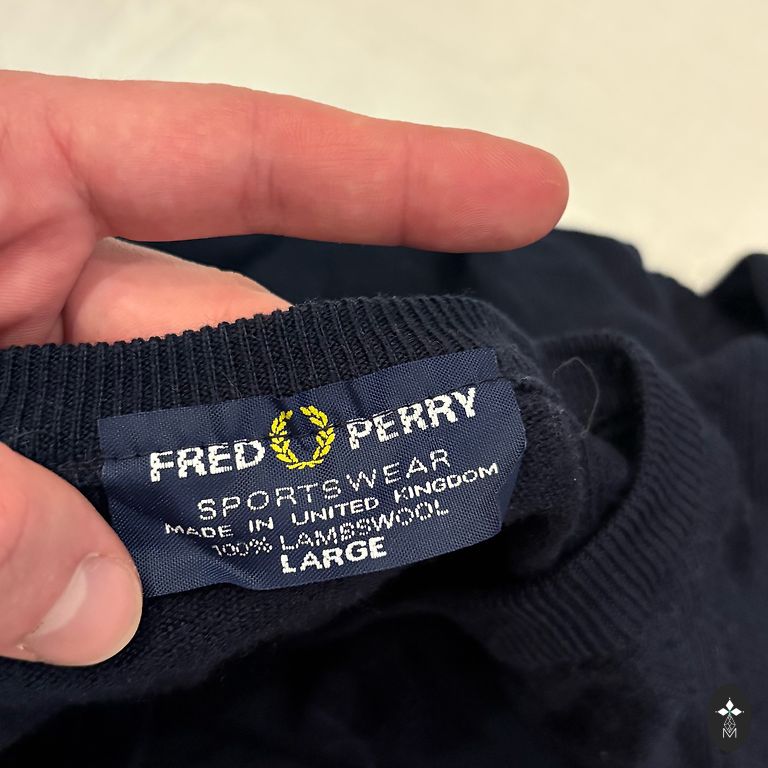 FRED PERRY
SPORTSWEAR
MADE IN UNITED KINGDOM
100% LAMBSWOOL
LARGE
M